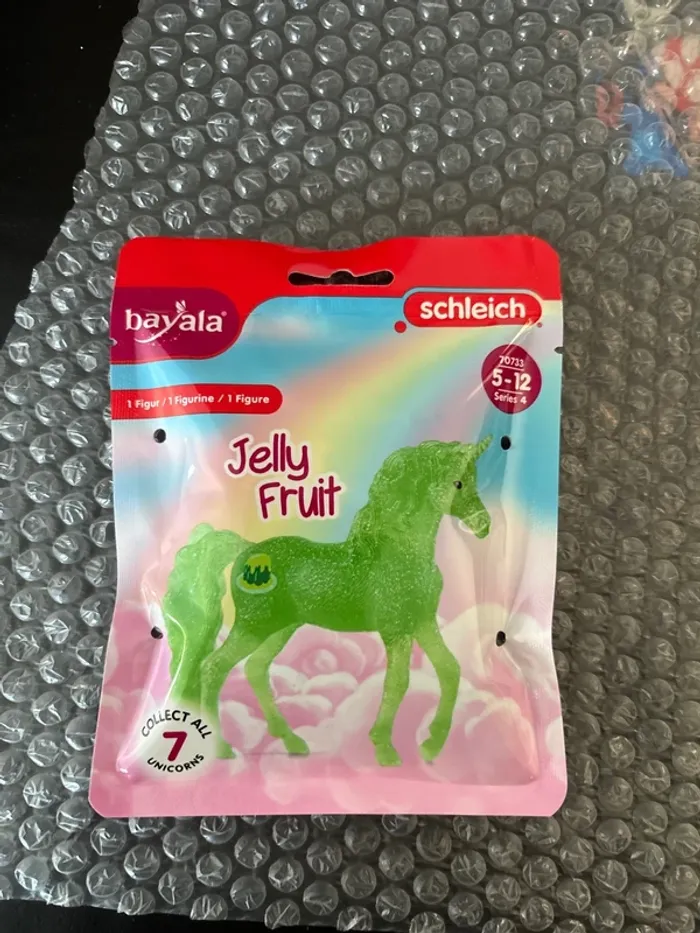 bayala®
schleich
70733
5-12
Series 4
1 Figur / 1 Figurine / 1 Figure
Jelly
Fruit
COLLECT ALL
7
UNICORNS